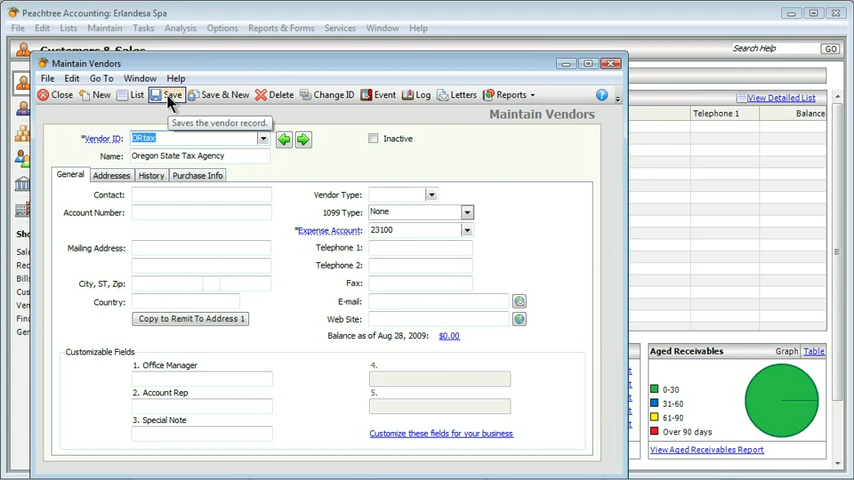 Peachtree Accounting: Erlandesa Spa
File Edit Lists Maintain Tasks Analysis Options Reports & Forms Services Window Help
Customers & Sales
Search Help
GO
Maintain Vendors
File Edit Go To Window Help
Close New List Save Save & New Delete Change ID Event Log Letters Reports
Saves the vendor record.
Maintain Vendors
View Detailed List
Telephone 1 Balance
*Vendor ID: ORtax
Inactive
Name: Oregon State Tax Agency
General Addresses History Purchase Info
Contact:
Vendor Type:
Account Number:
1099 Type: None
*Expense Account: 23100
Mailing Address:
Telephone 1:
Telephone 2:
City, ST, Zip:
Fax:
Country:
E-mail:
Copy to Remit To Address 1
Web Site:
Balance as of Aug 28, 2009: $0.00
Customizable Fields
1. Office Manager
4.
2. Account Rep
5.
3. Special Note
Customize these fields for your business
Aged Receivables Graph Table
0-30
31-60
61-90
Over 90 days
View Aged Receivables Report